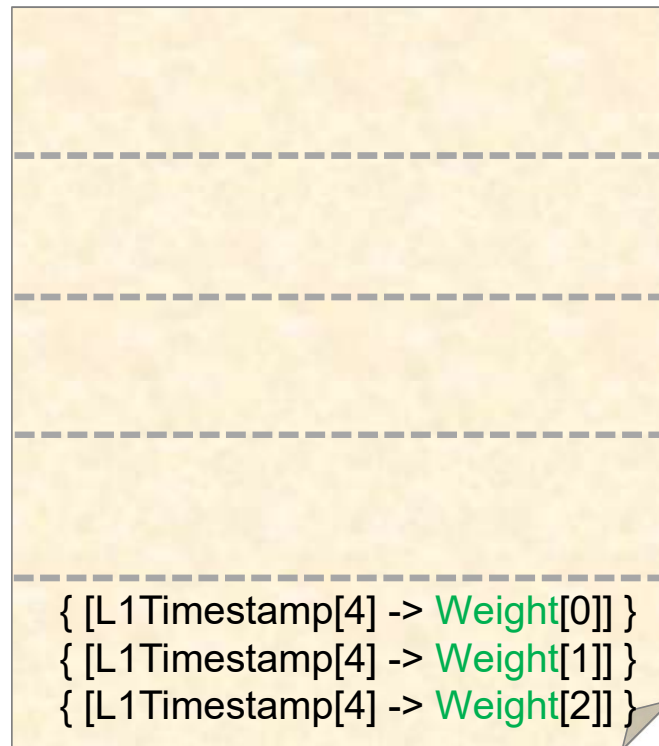 { [L1Timestamp[4] -> Weight[0]] }
{ [L1Timestamp[4] -> Weight[1]] }
{ [L1Timestamp[4] -> Weight[2]] }